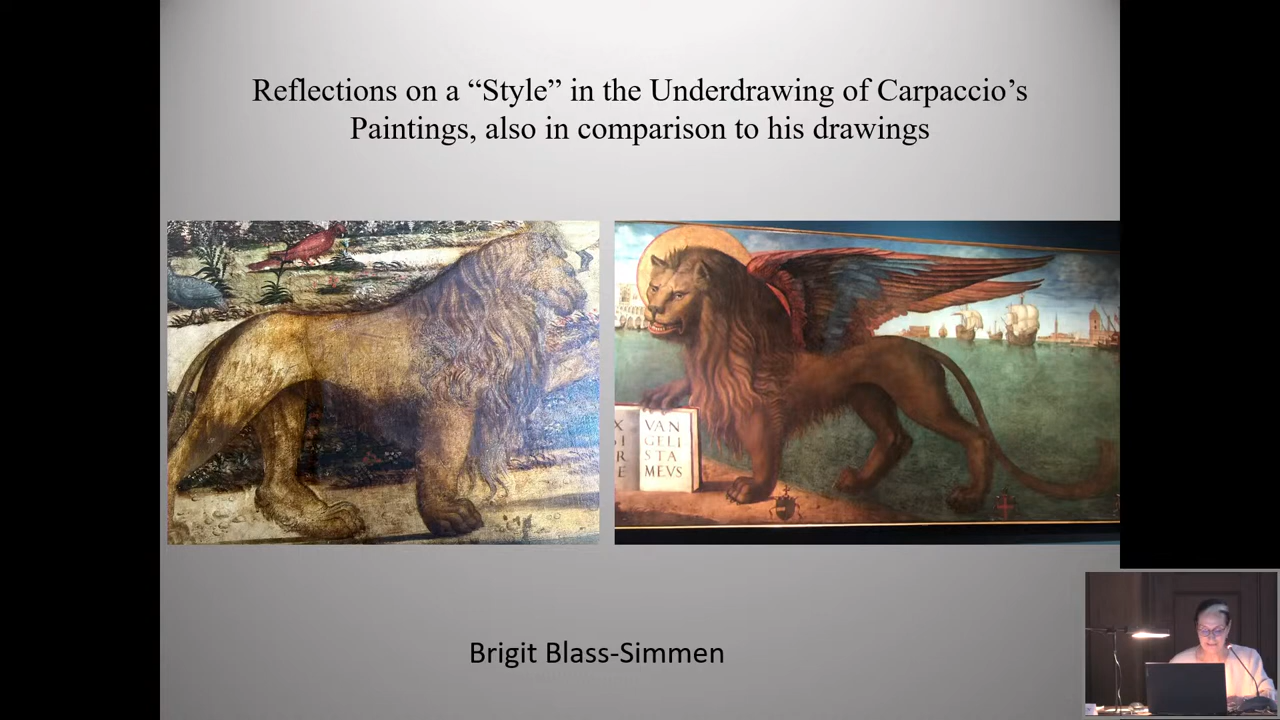 Reflections on a “Style” in the Underdrawing of Carpaccio’s
Paintings, also in comparison to his drawings
X
I
R
E
VAN
GELI
STA
MEVS
Brigit Blass-Simmen